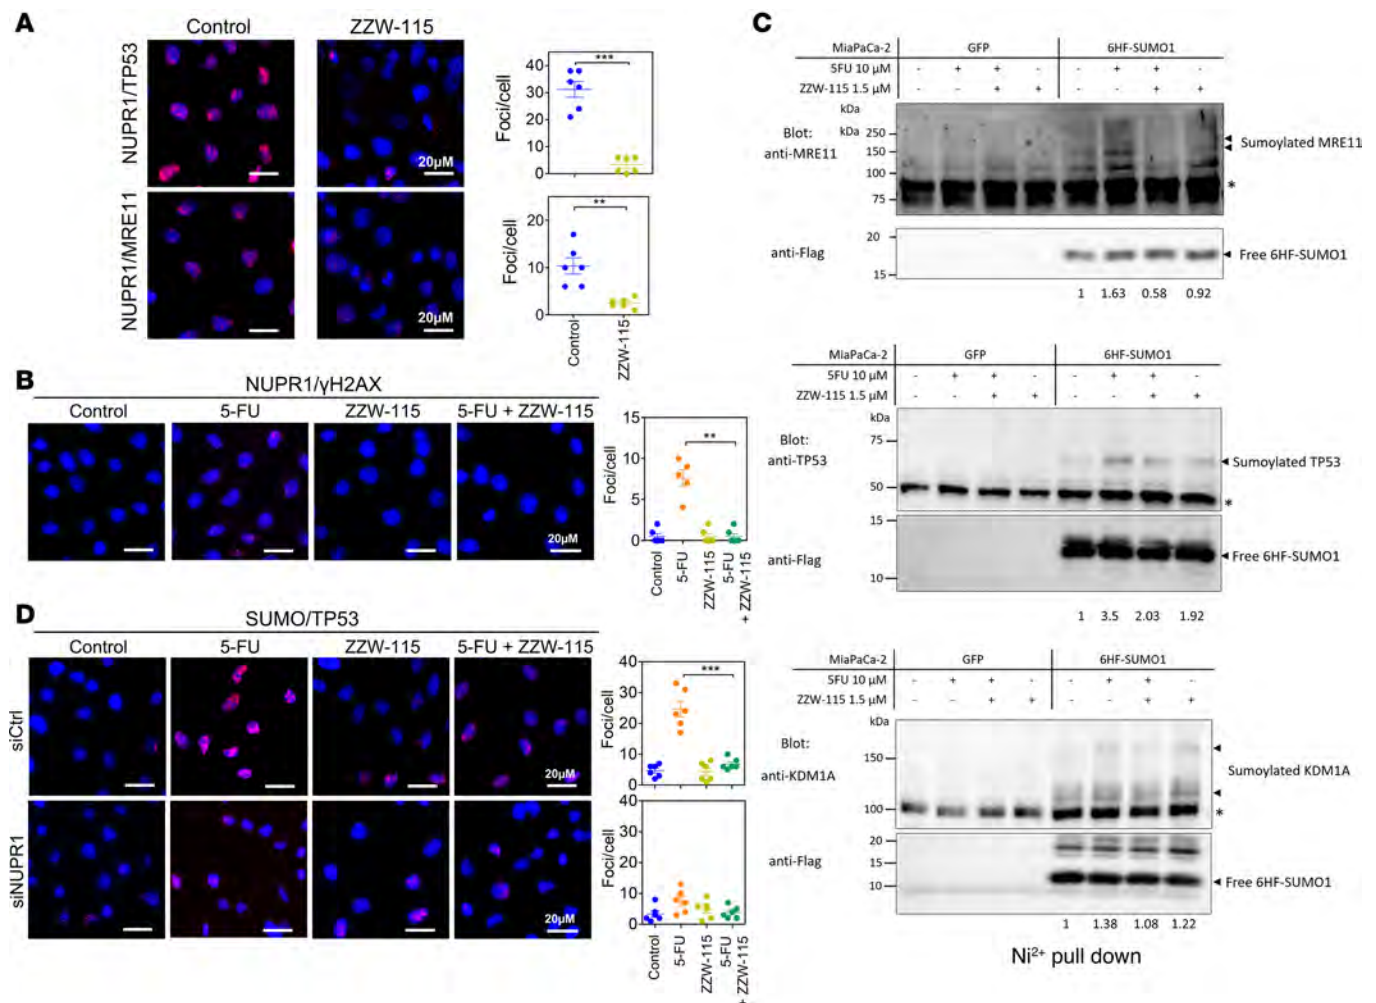 A
Control
ZZW-115
NUPR1/TP53
20µM
Foci/cell
40
30
20
10
0
***
NUPR1/MRE11
20µM
Foci/cell
20
10
0
**
Control
ZZW-115
B
NUPR1/γH2AX
Control
5-FU
ZZW-115
5-FU + ZZW-115
20µM
Foci/cell
15
10
5
0
**
Control
5-FU
ZZW-115
5-FU
+ ZZW-115
D
SUMO/TP53
Control
5-FU
ZZW-115
5-FU + ZZW-115
siCtrl
20µM
Foci/cell
40
30
20
10
0
***
siNUPR1
20µM
Foci/cell
40
30
20
10
0
Control
5-FU
ZZW-115
5-FU
+ ZZW-115
C
MiaPaCa-2 GFP 6HF-SUMO1
5FU 10 µM - + + - - + + -
ZZW-115 1.5 µM - - + + - - + +
kDa
Blot: kDa 250
anti-MRE11 150
100
75
Sumoylated MRE11
*
20
anti-Flag
15
Free 6HF-SUMO1
1 1.63 0.58 0.92
MiaPaCa-2 GFP 6HF-SUMO1
5FU 10 µM - + + - - + + -
ZZW-115 1.5 µM - - + + - - + +
kDa
Blot: 75
anti-TP53
50
Sumoylated TP53
*
15
anti-Flag
10
Free 6HF-SUMO1
1 3.5 2.03 1.92
MiaPaCa-2 GFP 6HF-SUMO1
5FU 10 µM - + + - - + + -
ZZW-115 1.5 µM - - + + - - + +
kDa
Blot: 150
anti-KDM1A
100
Sumoylated KDM1A
*
20
anti-Flag 15
10
Free 6HF-SUMO1
1 1.38 1.08 1.22
Ni²⁺ pull down